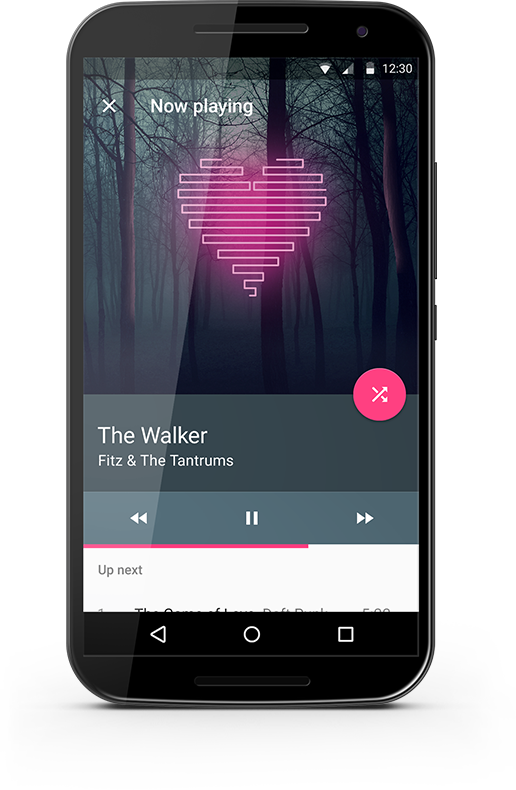 12:30
Now playing
The Walker
Fitz & The Tantrums
Up next
1 The Game of Love Daft Punk 5:20